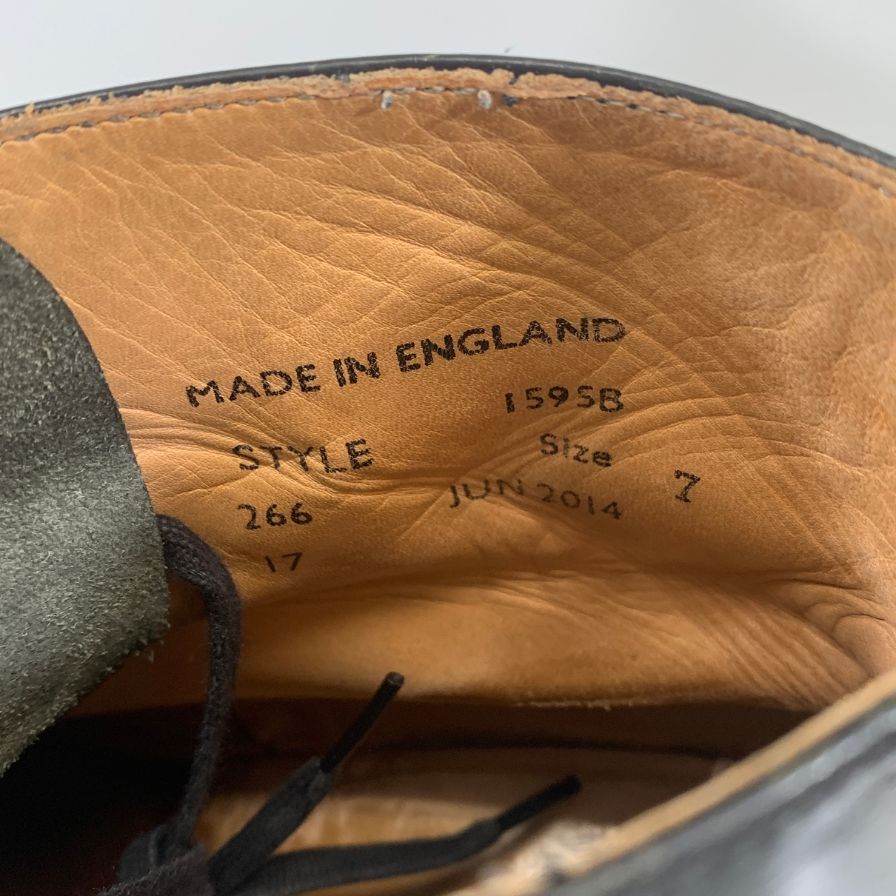 MADE IN ENGLAND
1595B
STYLE Size 7
266 JUN 2014
17